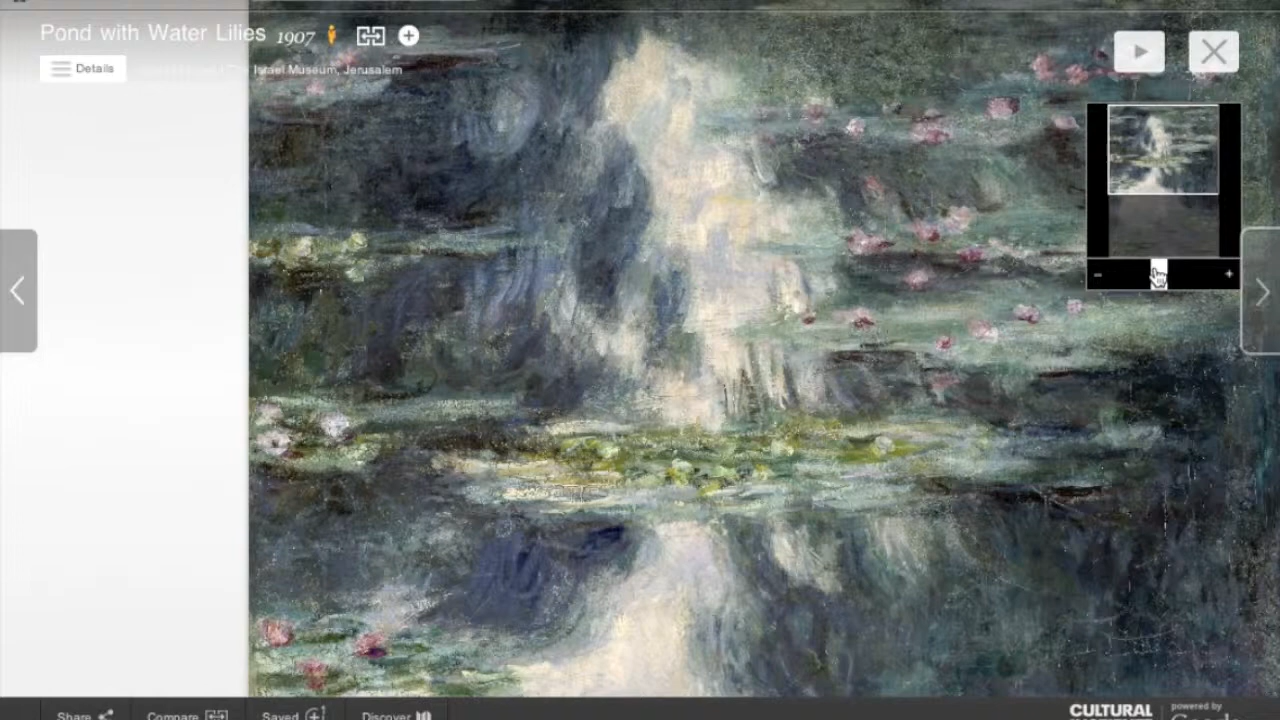 Pond with Water Lilies 1907
Details
Israel Museum, Jerusalem
Share
Compare
Saved
Discover
CULTURAL
powered by